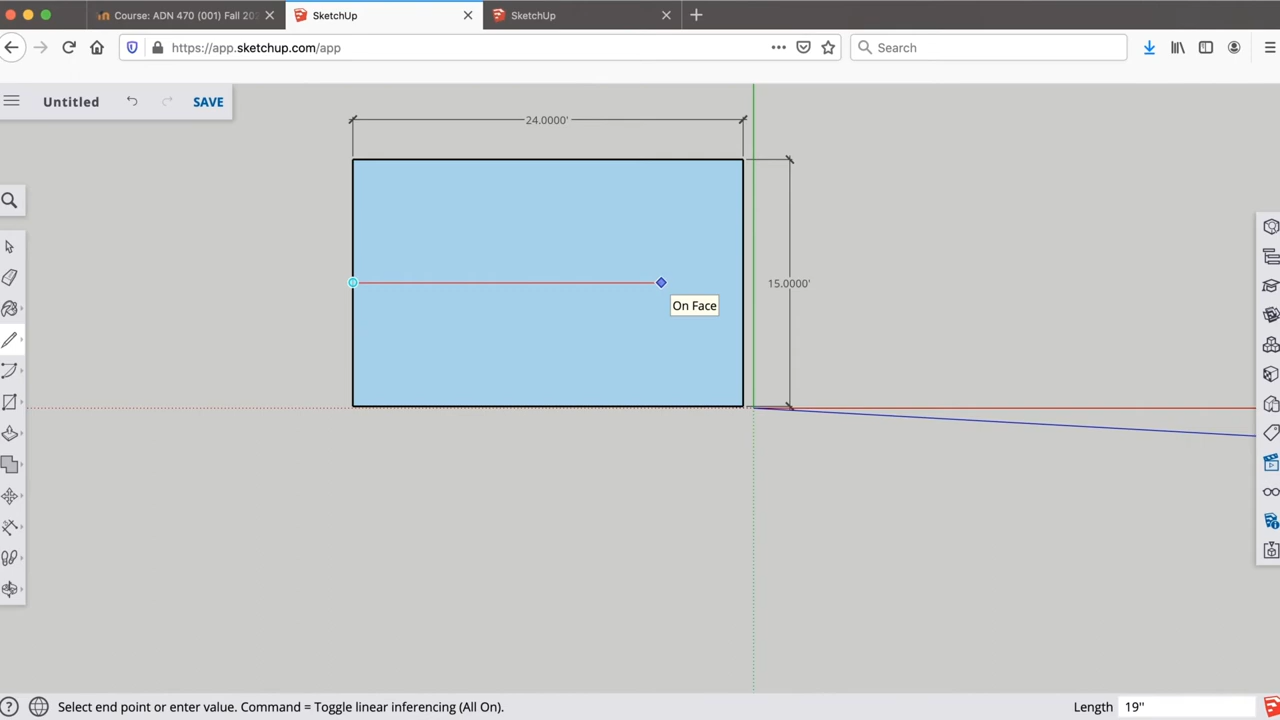 Course: ADN 470 (001) Fall 20
SketchUp
SketchUp
https://app.sketchup.com/app
Search
Untitled
SAVE
24.0000'
15.0000'
On Face
Select end point or enter value. Command = Toggle linear inferencing (All On).
Length
19"